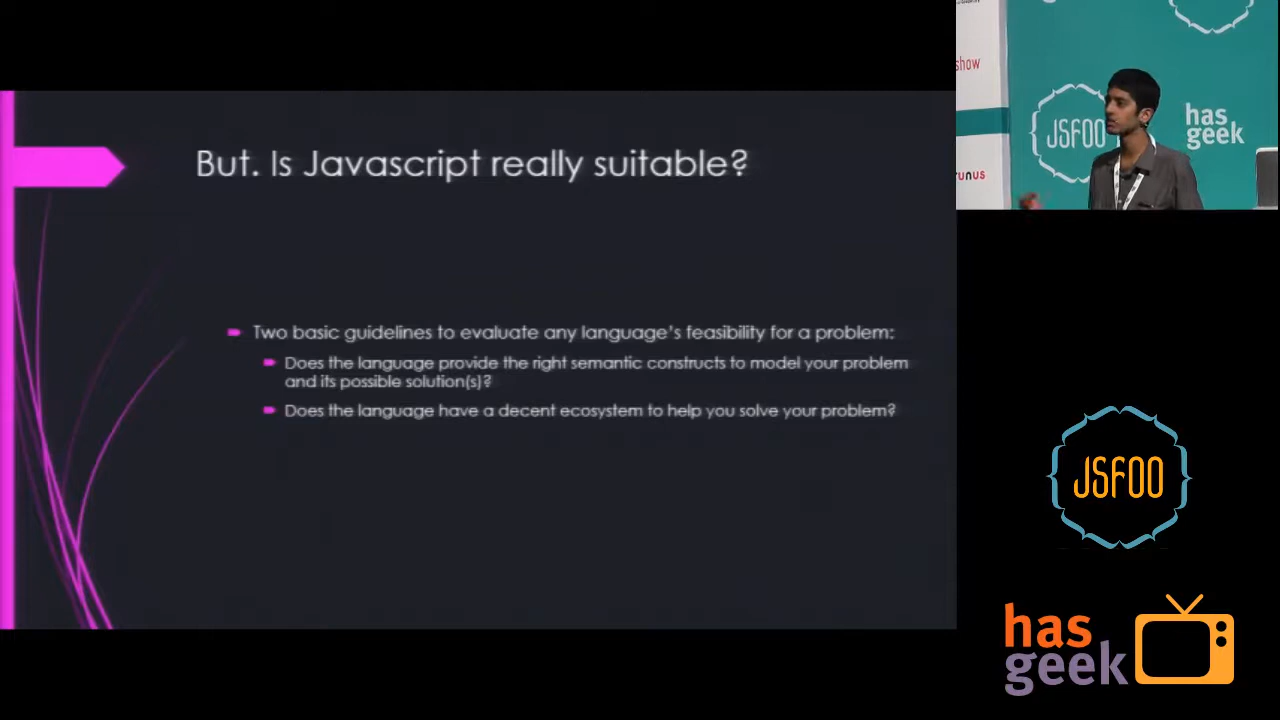 But. Is Javascript really suitable?
Two basic guidelines to evaluate any language's feasibility for a problem:
Does the language provide the right semantic constructs to model your problem
and its possible solution(s)?
Does the language have a decent ecosystem to help you solve your problem?
show
JSFOO
has
geek
JSFOO
has
geek